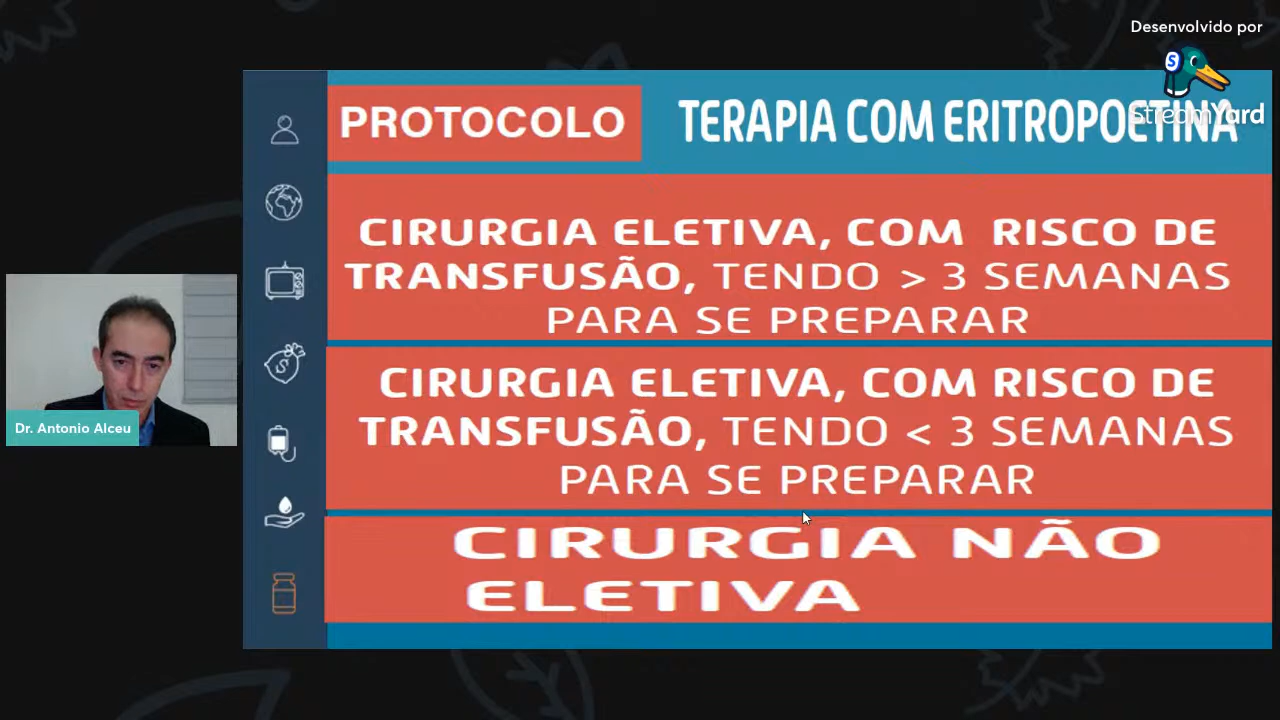 Desenvolvido por
StreamYard
PROTOCOLO
TERAPIA COM ERITROPOETINA
CIRURGIA ELETIVA, COM RISCO DE
TRANSFUSÃO, TENDO > 3 SEMANAS
PARA SE PREPARAR
CIRURGIA ELETIVA, COM RISCO DE
TRANSFUSÃO, TENDO < 3 SEMANAS
PARA SE PREPARAR
CIRURGIA NÃO
ELETIVA
Dr. Antonio Alceu